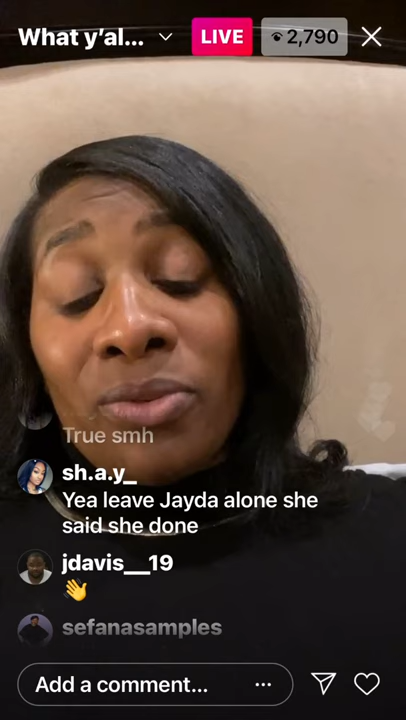 What y'al...
LIVE
2,790
True smh
sh.a.y_
Yea leave Jayda alone she
said she done
jdavis__19
👋
sefanasamples
Add a comment...